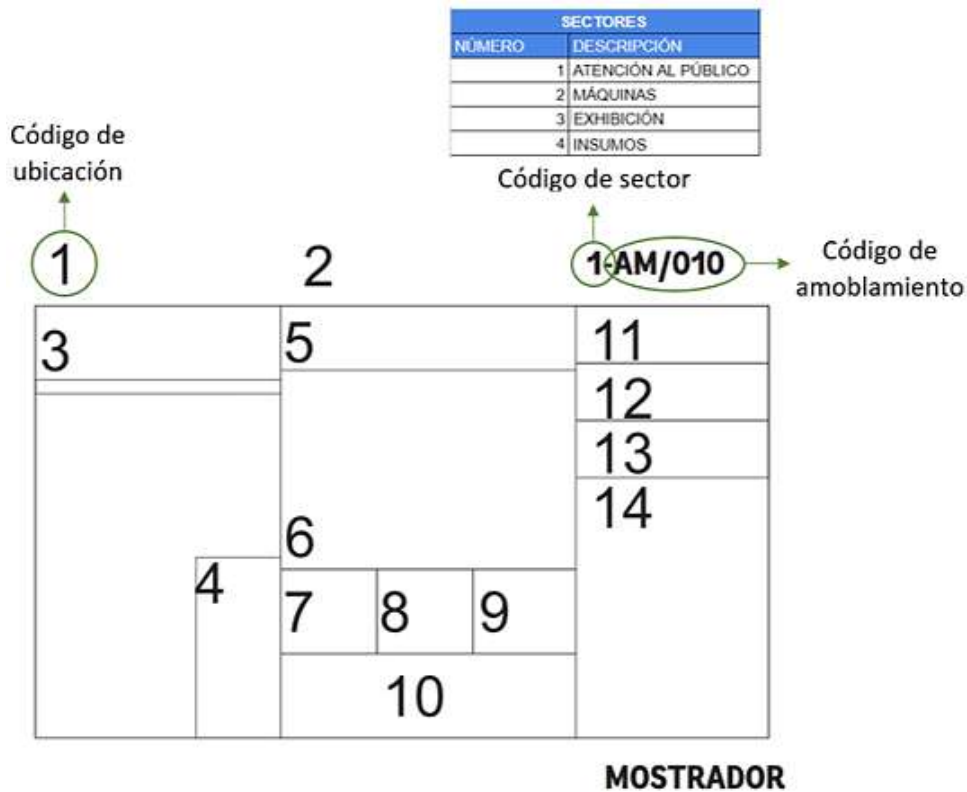 SECTORES
NÚMERO DESCRIPCIÓN
1 ATENCIÓN AL PÚBLICO
2 MÁQUINAS
3 EXHIBICIÓN
4 INSUMOS
Código de
ubicación
Código de sector
1
2
1-AM/010
Código de
amoblamiento
3
5
11
12
13
14
6
4
7 8 9
10
MOSTRADOR